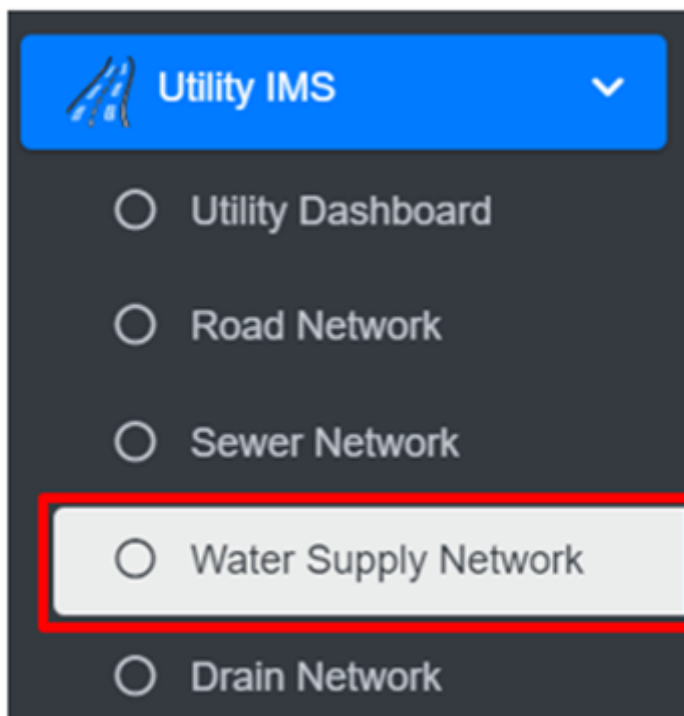 Utility IMS
Utility Dashboard
Road Network
Sewer Network
Water Supply Network
Drain Network